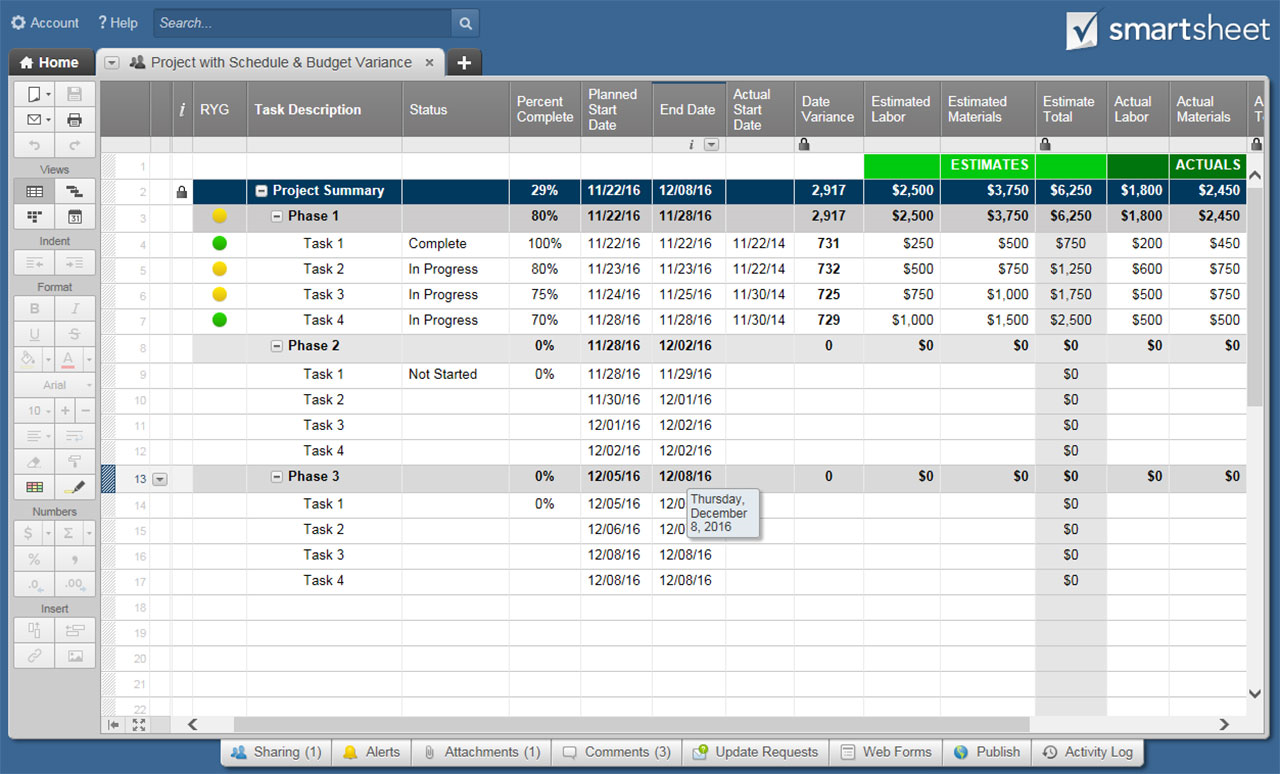 Account ? Help Search... smartsheet
Home Project with Schedule & Budget Variance × +
i RYG Task Description Status Percent Complete Planned Start Date End Date Actual Start Date Date Variance Estimated Labor Estimated Materials Estimate Total Actual Labor Actual Materials
i
1 ESTIMATES ACTUALS
2 Project Summary 29% 11/22/16 12/08/16 2,917 $2,500 $3,750 $6,250 $1,800 $2,450
3 Phase 1 80% 11/22/16 11/28/16 2,917 $2,500 $3,750 $6,250 $1,800 $2,450
4 Task 1 Complete 100% 11/22/16 11/22/16 11/22/14 731 $250 $500 $750 $200 $450
5 Task 2 In Progress 80% 11/23/16 11/23/16 11/22/14 732 $500 $750 $1,250 $600 $750
6 Task 3 In Progress 75% 11/24/16 11/25/16 11/30/14 725 $750 $1,000 $1,750 $500 $750
7 Task 4 In Progress 70% 11/28/16 11/28/16 11/30/14 729 $1,000 $1,500 $2,500 $500 $500
8 Phase 2 0% 11/28/16 12/02/16 0 $0 $0 $0 $0 $0
9 Task 1 Not Started 0% 11/28/16 11/29/16 $0
10 Task 2 11/30/16 12/01/16 $0
11 Task 3 12/01/16 12/02/16 $0
12 Task 4 12/02/16 12/02/16 $0
13 Phase 3 0% 12/05/16 12/08/16 0 $0 $0 $0 $0 $0
14 Task 1 0% 12/05/16 12/0 $0
15 Task 2 12/06/16 12/0 $0
16 Task 3 12/08/16 12/08/16 $0
17 Task 4 12/08/16 12/08/16 $0
18
19
20
21
22
Thursday,
December
8, 2016
Views
31
Indent
Format
B I
U S
A
Arial
10 + −
Numbers
$ Σ
% ,
.0 .00
Insert
Sharing (1) Alerts Attachments (1) Comments (3) Update Requests Web Forms Publish Activity Log